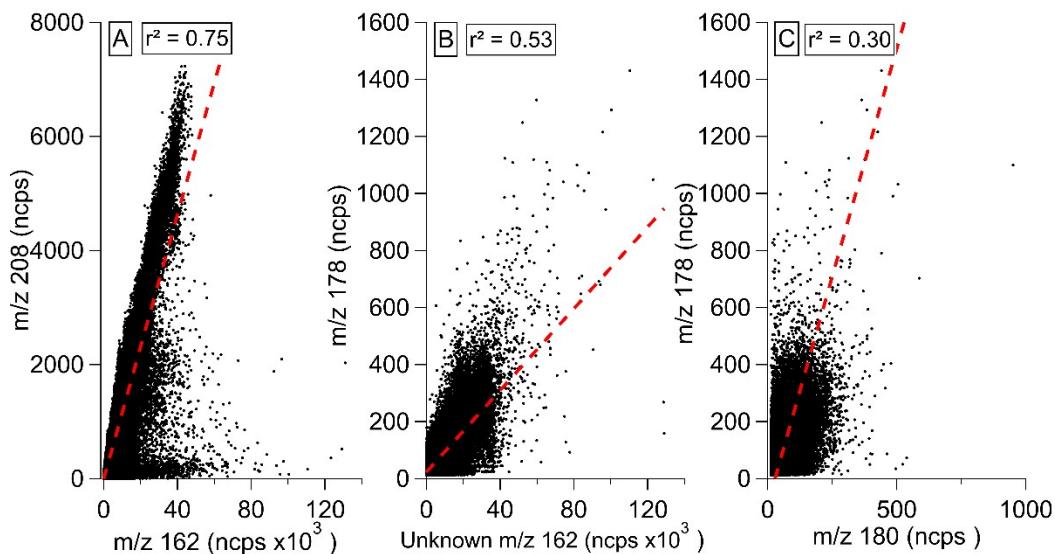 A
r² = 0.75
8000
6000
4000
2000
0
m/z 208 (ncps)
0
40
80
120
m/z 162 (ncps x10³)
B
r² = 0.53
1600
1400
1200
1000
800
600
400
200
0
m/z 178 (ncps)
0
40
80
120
Unknown m/z 162 (ncps x10³)
C
r² = 0.30
1600
1400
1200
1000
800
600
400
200
0
m/z 178 (ncps)
0
500
1000
m/z 180 (ncps )